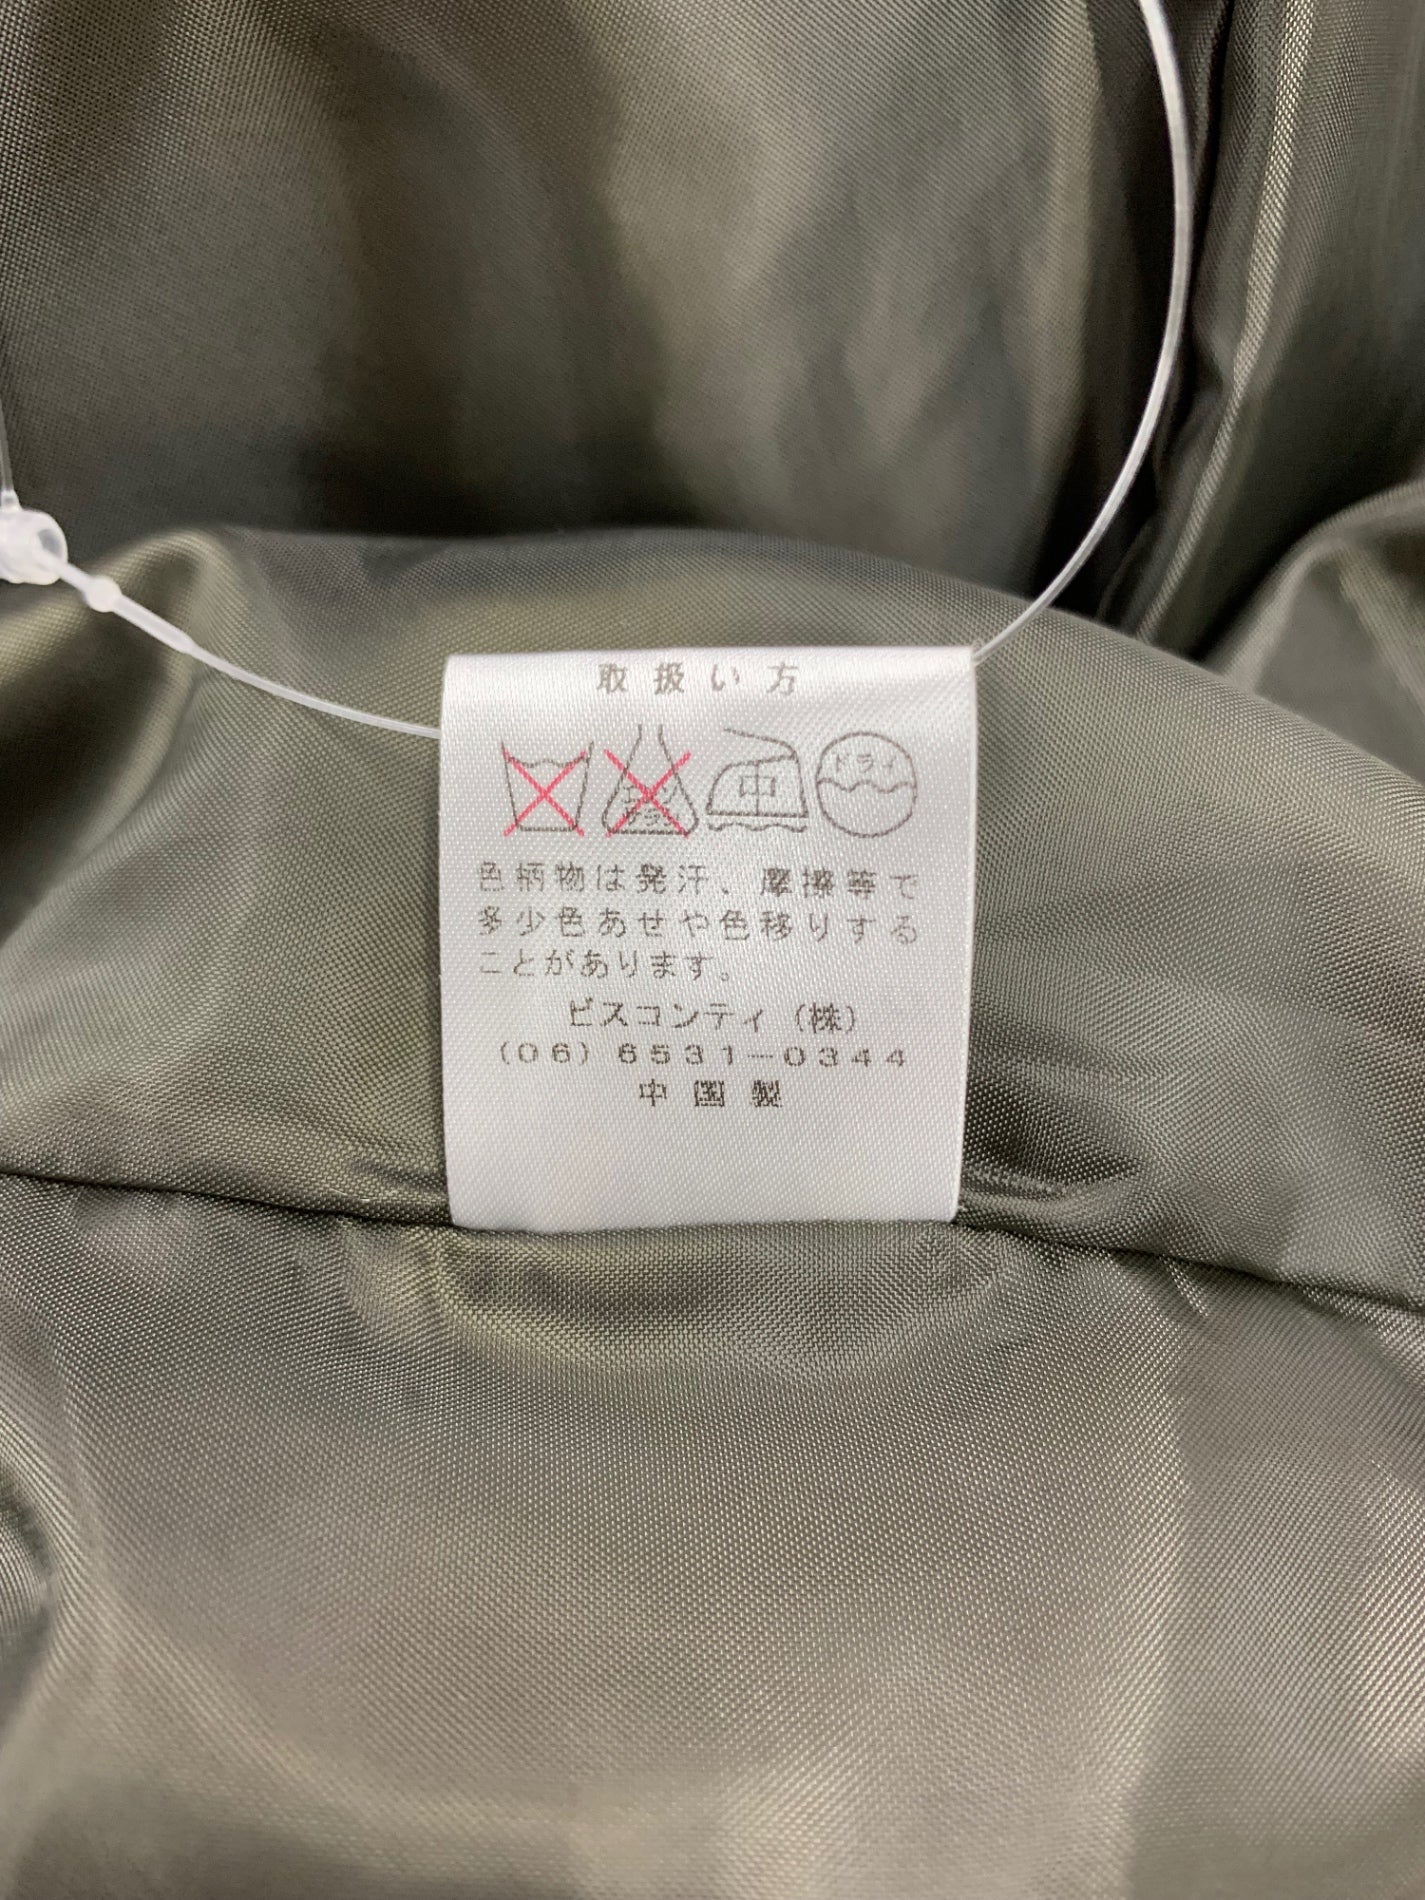 取扱い方
中 ドライ
色柄物は発汗、摩擦等で
多少色あせや色移りする
ことがあります。
ビスコンティ(株)
(06)6531-0344
中国製